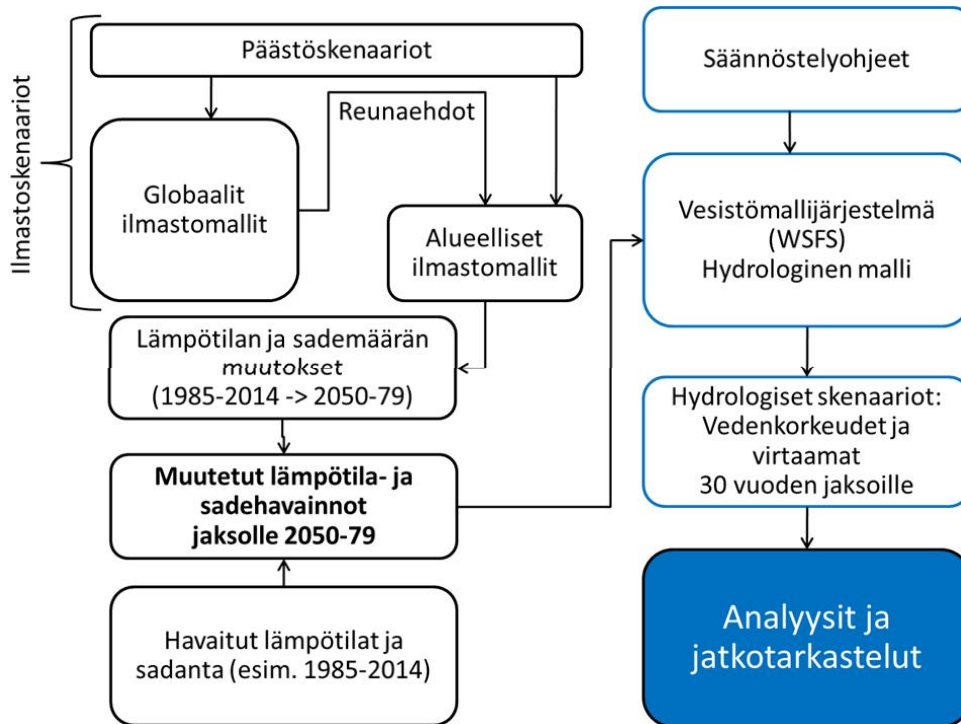 Ilmastoskenaariot
Päästöskenaariot
Reunaehdot
Globaalit
ilmastomallit
Alueelliset
ilmastomallit
Lämpötilan ja sademäärän
muutokset
(1985-2014 -> 2050-79)
Muutetut lämpötila- ja
sadehavainnot
jaksolle 2050-79
Havaitut lämpötilat ja
sadanta (esim. 1985-2014)
Säännöstelyohjeet
Vesistömallijärjestelmä
(WSFS)
Hydrologinen malli
Hydrologiset skenaariot:
Vedenkorkeudet ja
virtaamat
30 vuoden jaksoille
Analyysit ja
jatkotarkastelut